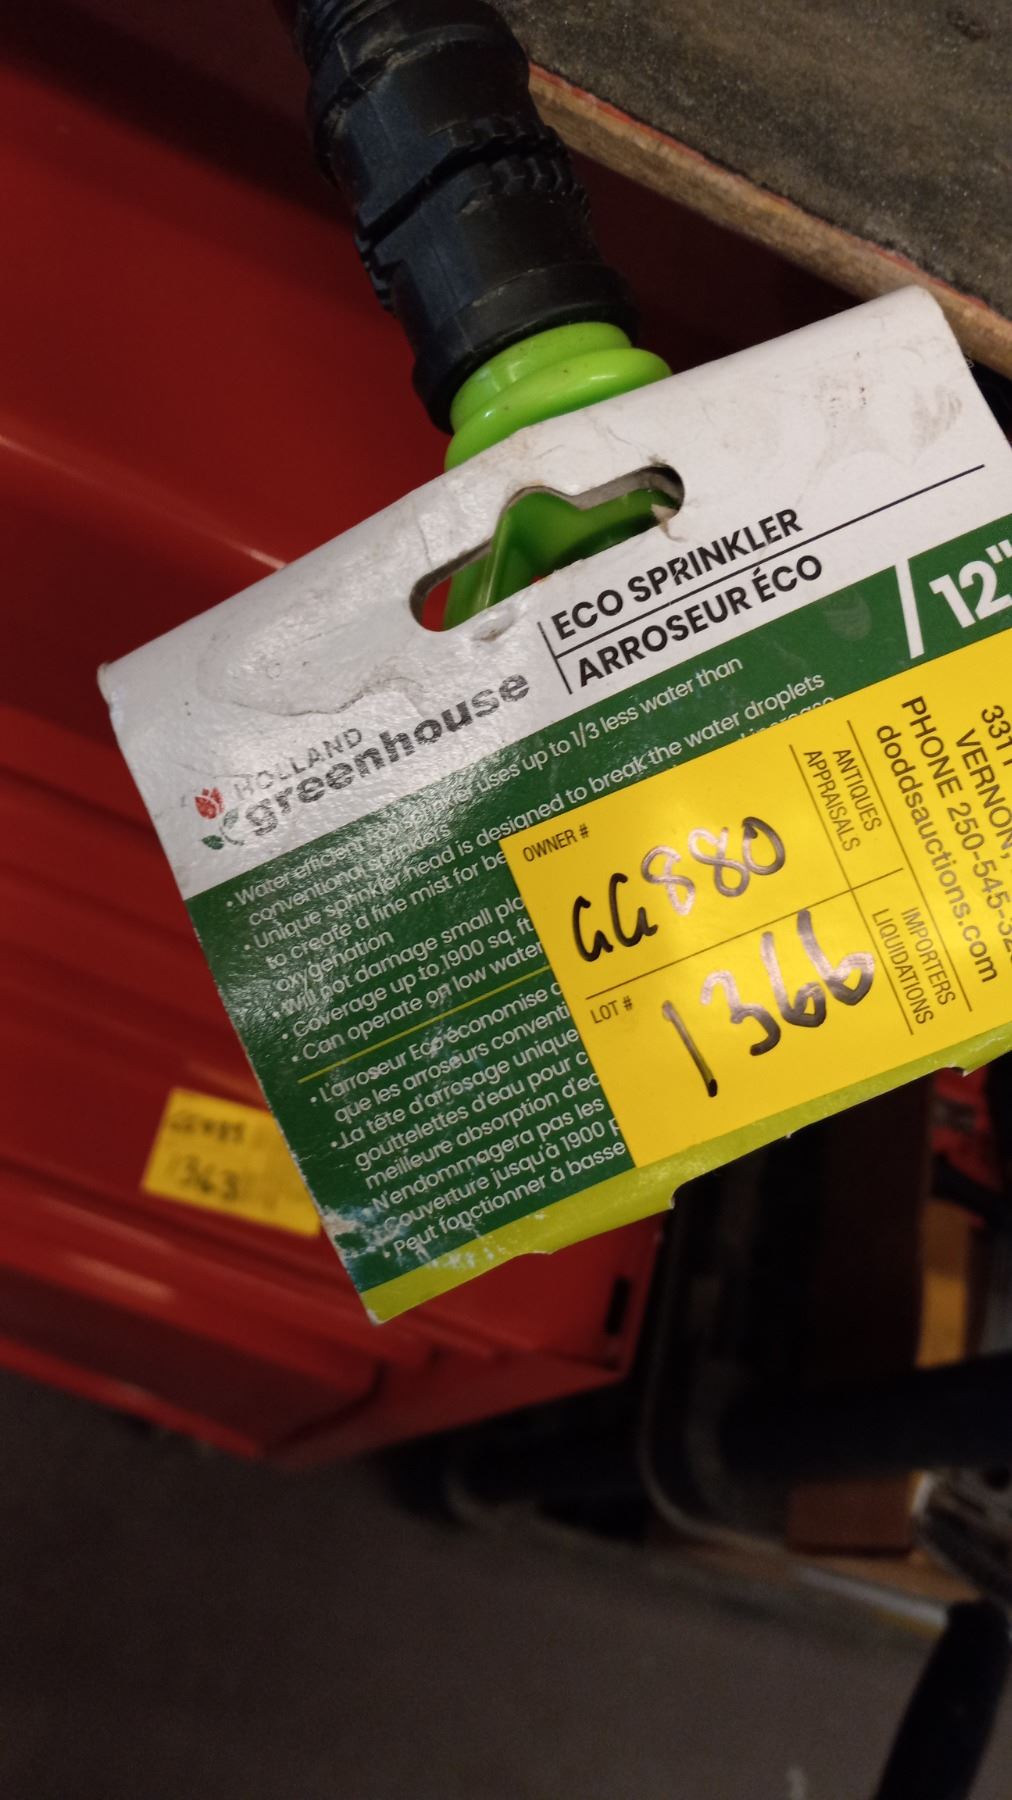 ECO SPRINKLER
ARROSEUR ÉCO
12"
HOLLAND
greenhouse
• Water efficient, Eco Sprinkler uses up to 1/3 less water than
conventional sprinklers
• Unique sprinkler head is designed to break the water droplets
to create a fine mist for
oxygenation
• Will not damage small
• Coverage up to 1900 sq. ft
• Can operate on low water
• L'arroseur Eco économise
que les arroseurs
• La tête d'arrosage unique
gouttelettes d'eau pour
meilleure absorption
• N'endommagera pas les
• Couverture jusqu'à 1900
• Peut fonctionner à basse
OWNER #
GG880
LOT #
1366
ANTIQUES
APPRAISALS
IMPORTERS
LIQUIDATIONS
331
VERNON,
PHONE 250-545-
doddsauctions.com
1363